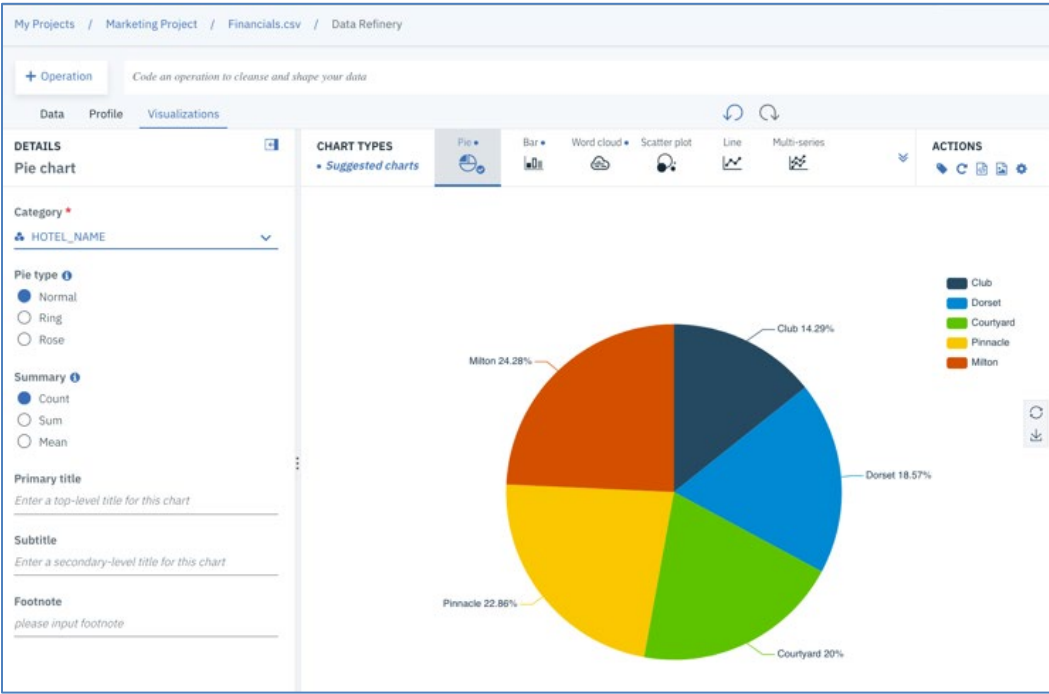 My Projects / Marketing Project / Financials.csv / Data Refinery
+ Operation
Code an operation to cleanse and shape your data
Data Profile Visualizations
DETAILS
Pie chart
CHART TYPES
• Suggested charts
Pie •
Bar •
Word cloud •
Scatter plot
Line
Multi-series
ACTIONS
Category *
HOTEL_NAME
Pie type
Normal
Ring
Rose
Summary
Count
Sum
Mean
Primary title
Enter a top-level title for this chart
Subtitle
Enter a secondary-level title for this chart
Footnote
please input footnote
Club
Dorset
Courtyard
Pinnacle
Milton
Club 14.29%
Milton 24.28%
Dorset 18.57%
Pinnacle 22.86%
Courtyard 20%